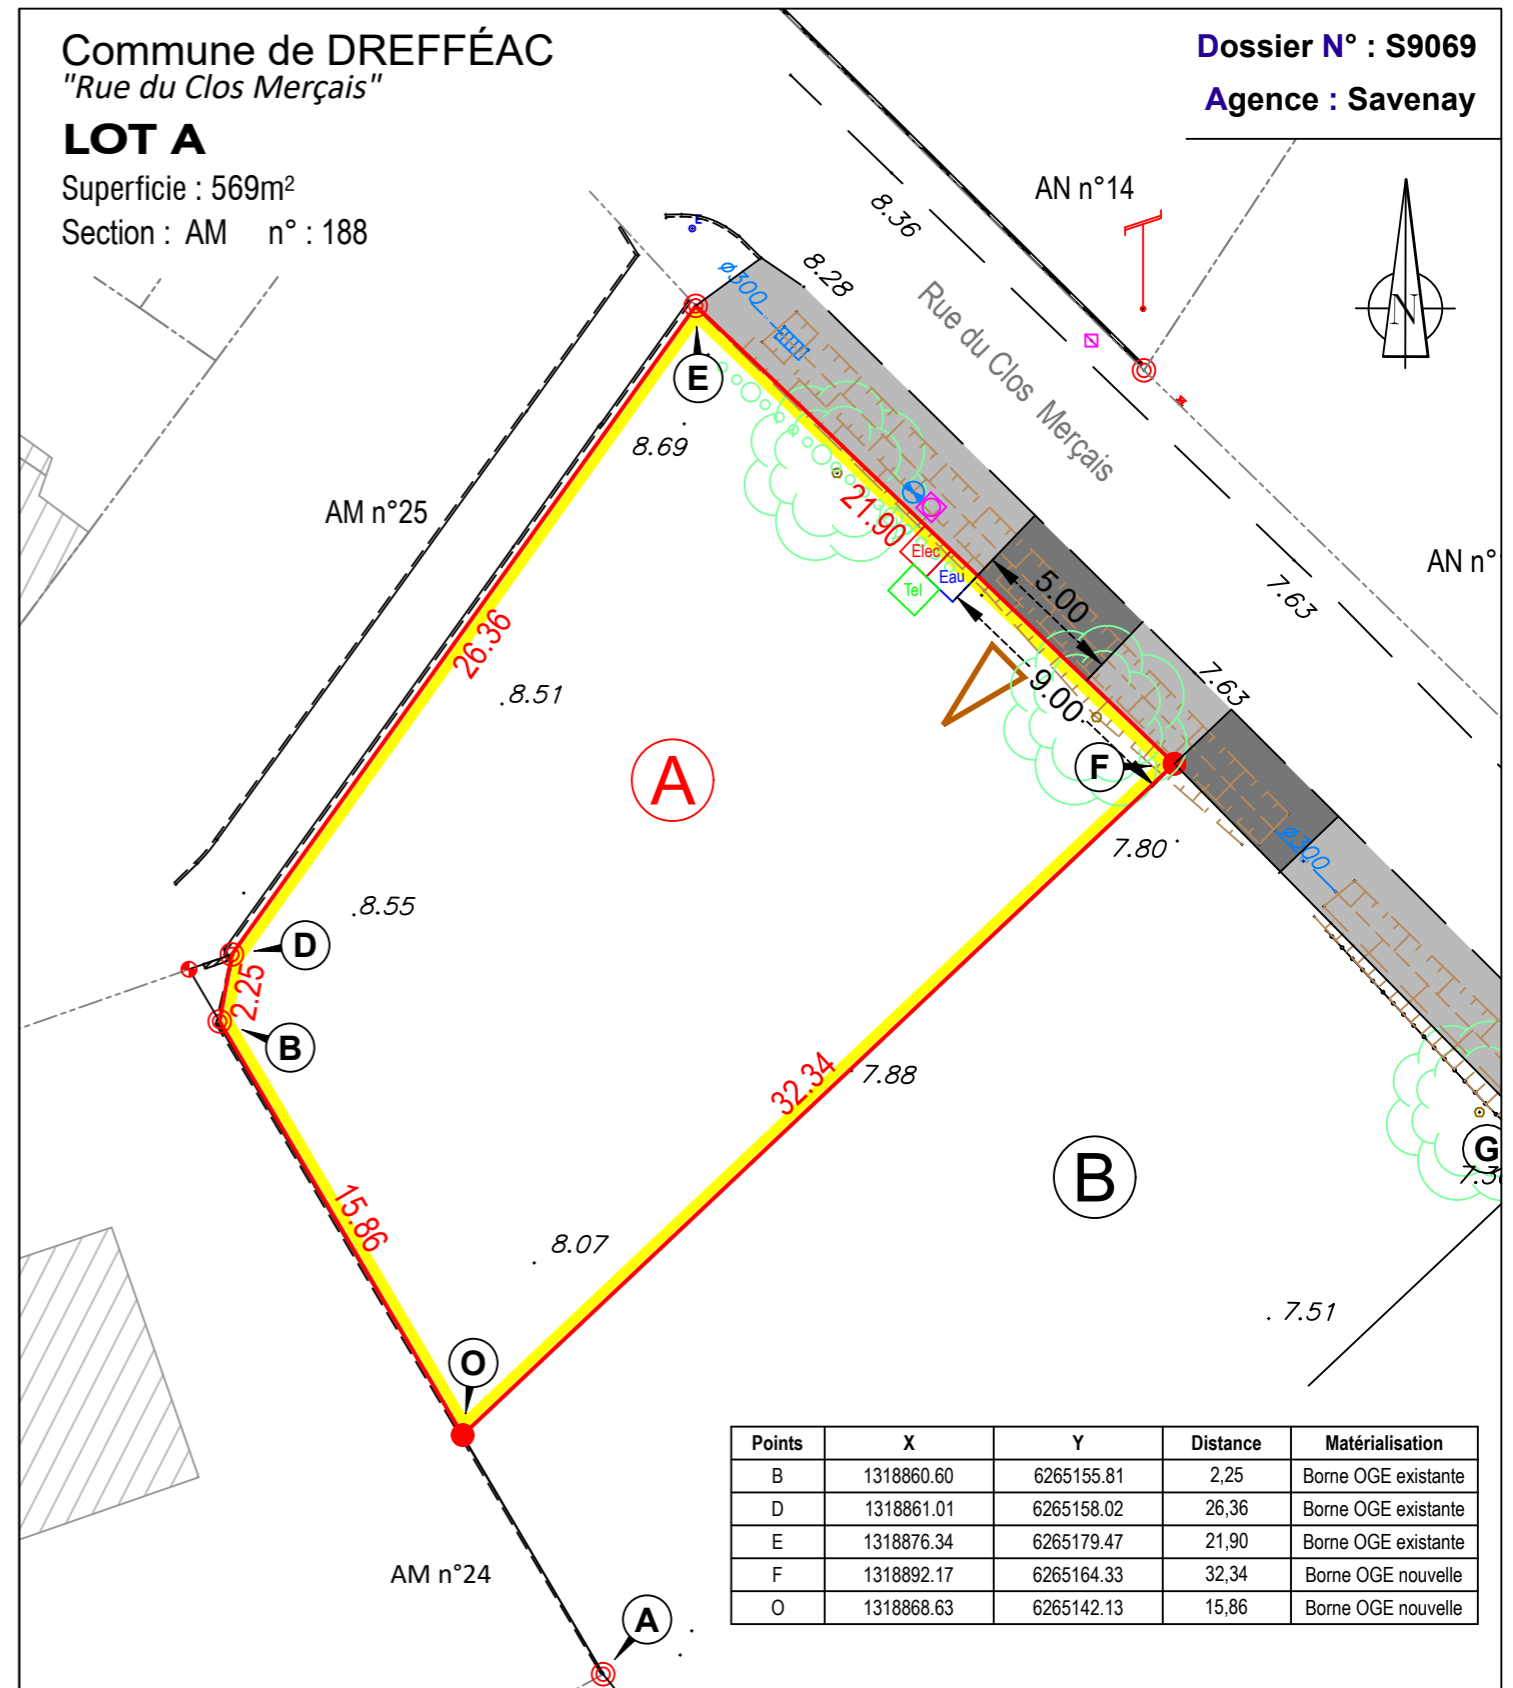 Commune de DREFFÉAC
"Rue du Clos Merçais"
LOT A
Superficie : 569m²
Section : AM n° : 188
Dossier N° : S9069
Agence : Savenay
AN n°14
8.36
8.28
Rue du Clos Merçais
N
E
ø300
E
8.69
AM n°25
21.90
Elec
Eau
Tel
5.00
AN n°
7.63
26.36
8.51
9.00
7.63
A
F
7.80
ø300
8.55
D
2.25
B
32.34
7.88
B
G
15.86
8.07
7.51
O
AM n°24
A
Points X Y Distance Matérialisation
B 1318860.60 6265155.81 2,25 Borne OGE existante
D 1318861.01 6265158.02 26,36 Borne OGE existante
E 1318876.34 6265179.47 21,90 Borne OGE existante
F 1318892.17 6265164.33 32,34 Borne OGE nouvelle
O 1318868.63 6265142.13 15,86 Borne OGE nouvelle